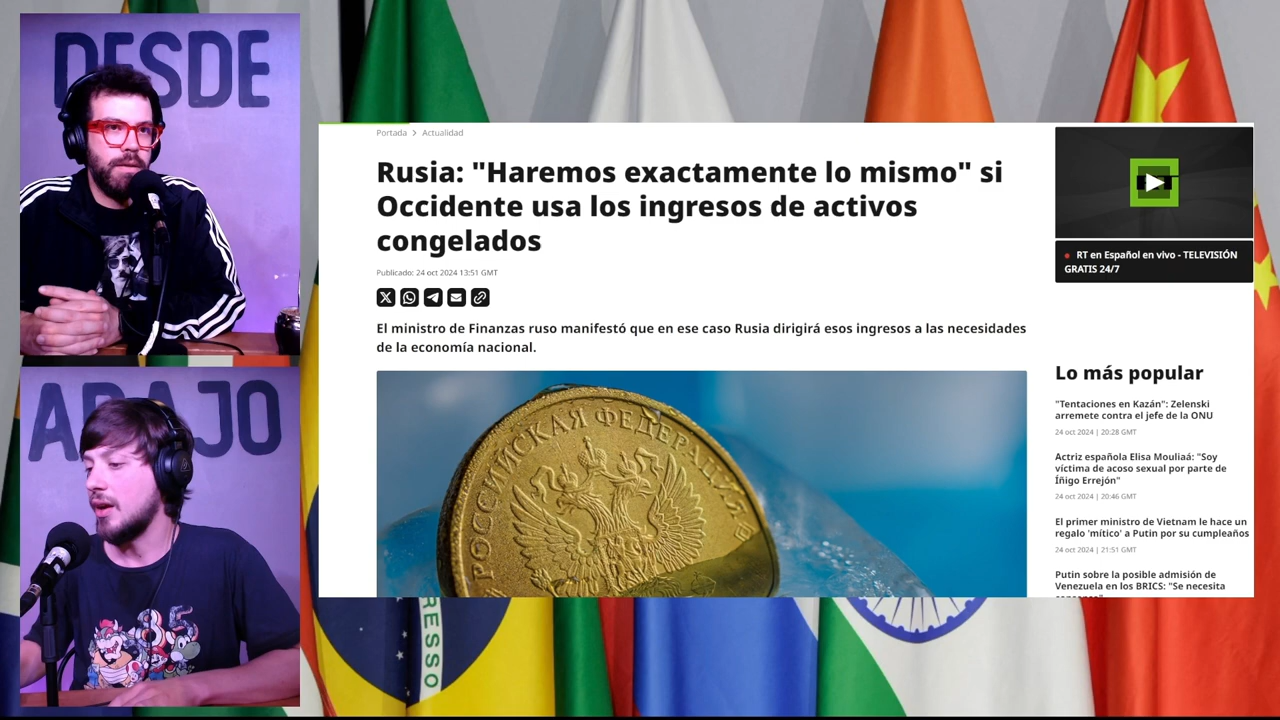 DESDE
ABAJO
Portada > Actualidad
Rusia: "Haremos exactamente lo mismo" si
Occidente usa los ingresos de activos
congelados
Publicado: 24 oct 2024 13:51 GMT
El ministro de Finanzas ruso manifestó que en ese caso Rusia dirigirá esos ingresos a las necesidades
de la economía nacional.
РОССИЙСКАЯ ФЕДЕРАЦИЯ
RT en Español en vivo - TELEVISIÓN
GRATIS 24/7
Lo más popular
"Tentaciones en Kazán": Zelenski
arremete contra el jefe de la ONU
24 oct 2024 | 20:28 GMT
Actriz española Elisa Mouliaá: "Soy
víctima de acoso sexual por parte de
Íñigo Errejón"
24 oct 2024 | 20:46 GMT
El primer ministro de Vietnam le hace un
regalo 'mítico' a Putin por su cumpleaños
24 oct 2024 | 21:51 GMT
Putin sobre la posible admisión de
Venezuela en los BRICS: "Se necesita
RESSO